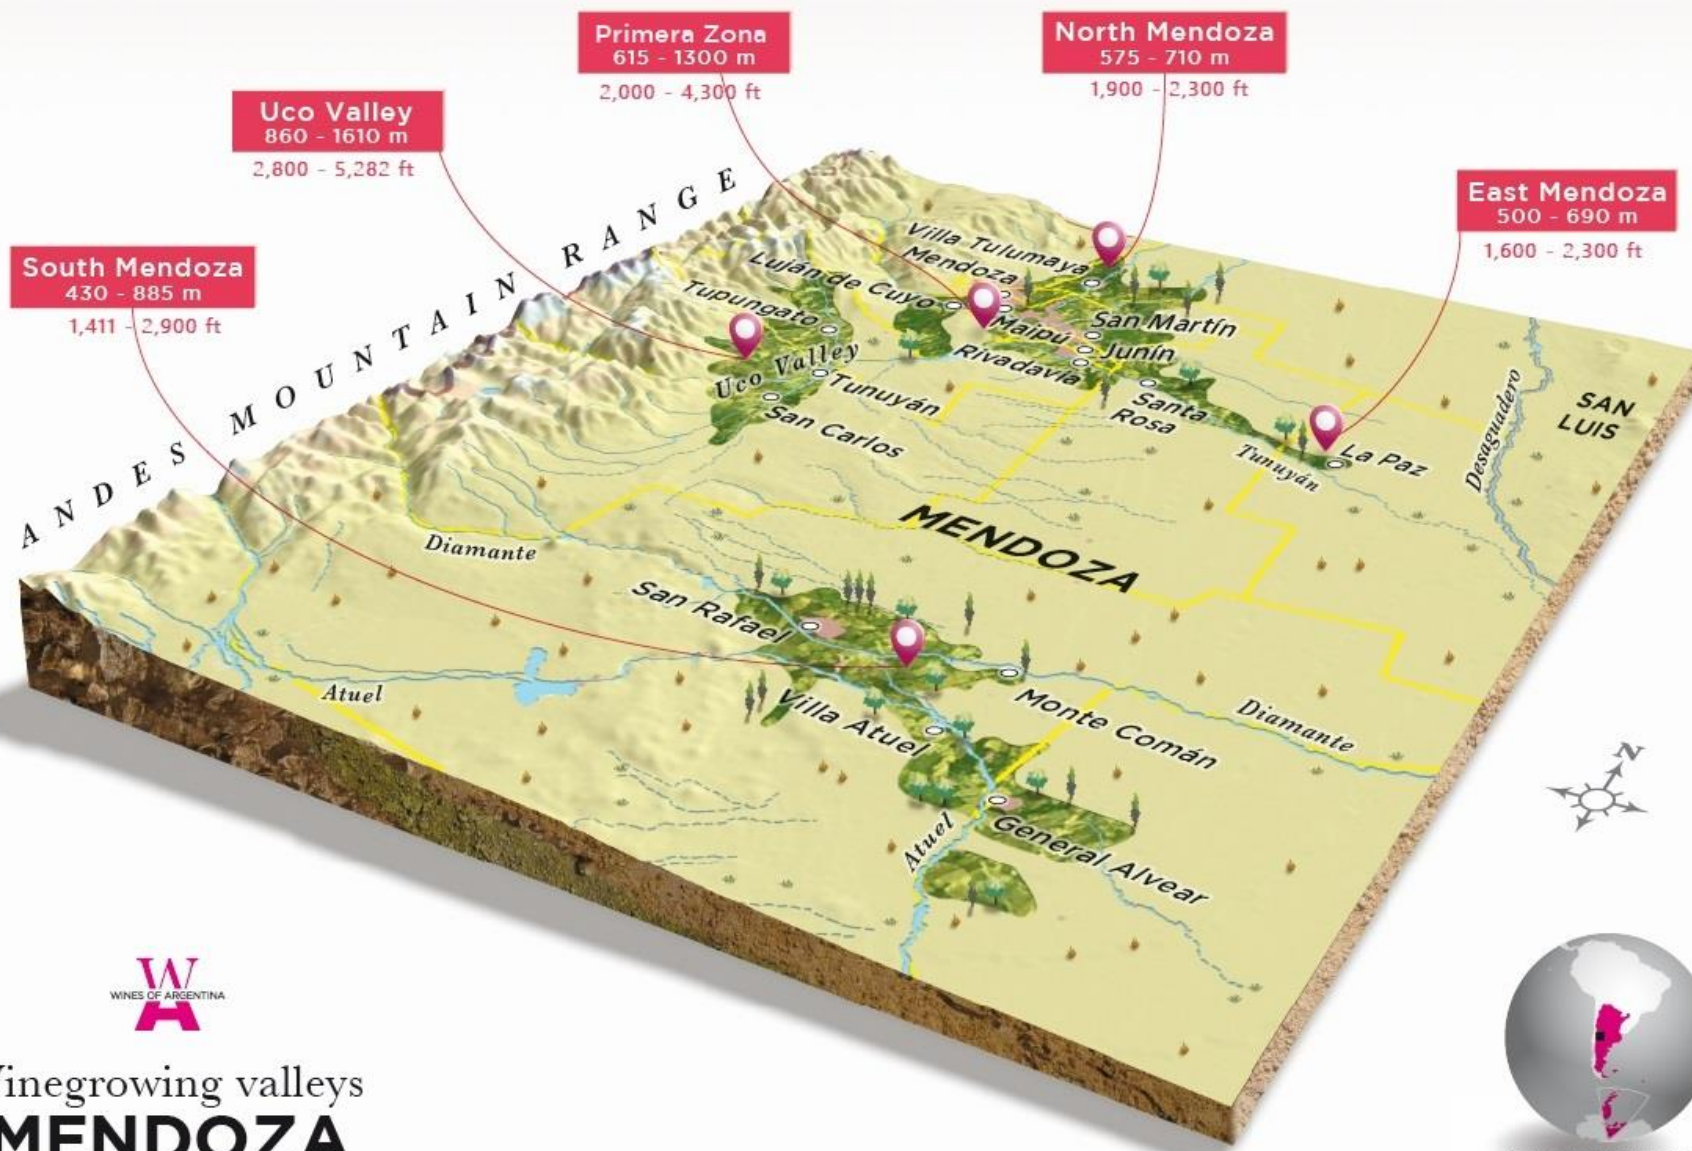 Primera Zona
615 - 1300 m
2,000 - 4,300 ft
North Mendoza
575 - 710 m
1,900 - 2,300 ft
Uco Valley
860 - 1610 m
2,800 - 5,282 ft
East Mendoza
500 - 690 m
1,600 - 2,300 ft
South Mendoza
430 - 885 m
1,411 - 2,900 ft
ANDES MOUNTAIN RANGE
Villa Tulumaya
Mendoza
Luján de Cuyo
Tupungato
Maipú
San Martín
Junín
Rivadavia
Uco Valley
Tunuyán
San Carlos
Santa
Rosa
La Paz
Tunuyán
Desaguadero
SAN
LUIS
MENDOZA
Diamante
San Rafael
Atuel
Villa Atuel
Monte Comán
Diamante
Atuel
General Alvear
N
WA
WINES OF ARGENTINA
inegrowing valleys
MENDOZA